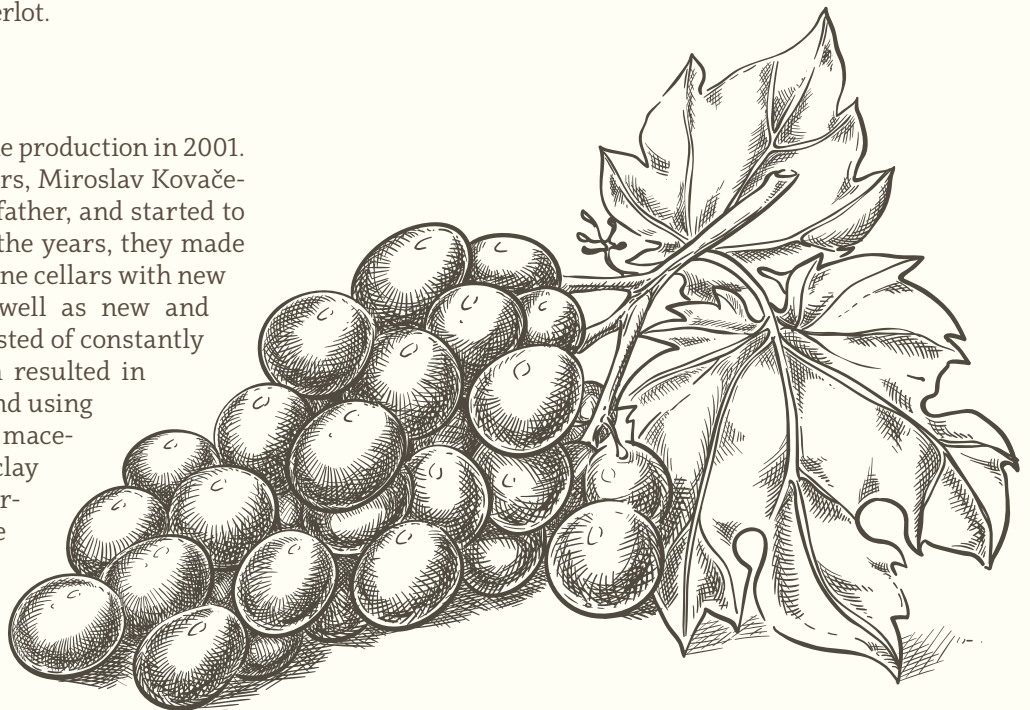 erlot.
e production in 2001.
rs, Miroslav Kovače-
father, and started to
the years, they made
ne cellars with new
well as new and
sted of constantly
resulted in
nd using
mace-
clay
r-
e